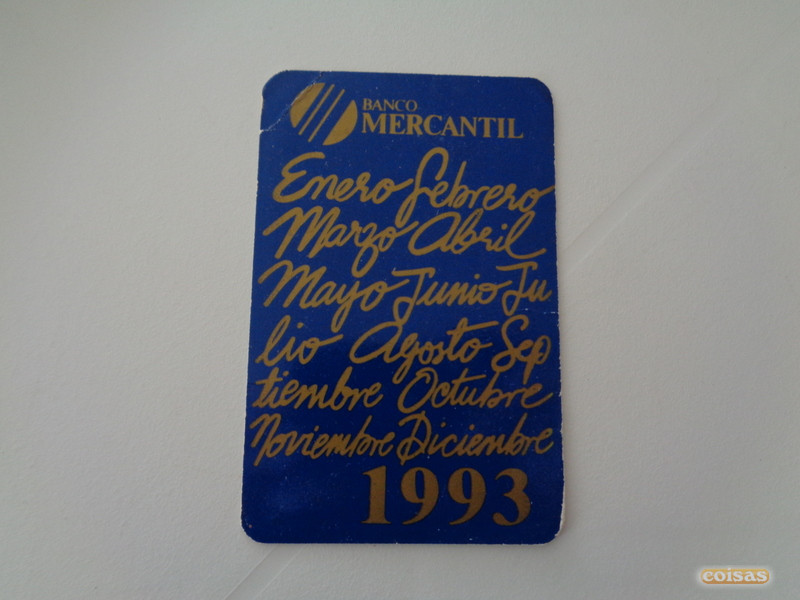 BANCO
MERCANTIL
Enero Febrero
Marzo Abril
Mayo Junio Ju
lio Agosto Sep
tiembre Octubre
Noviembre Diciembre
1993
coisas